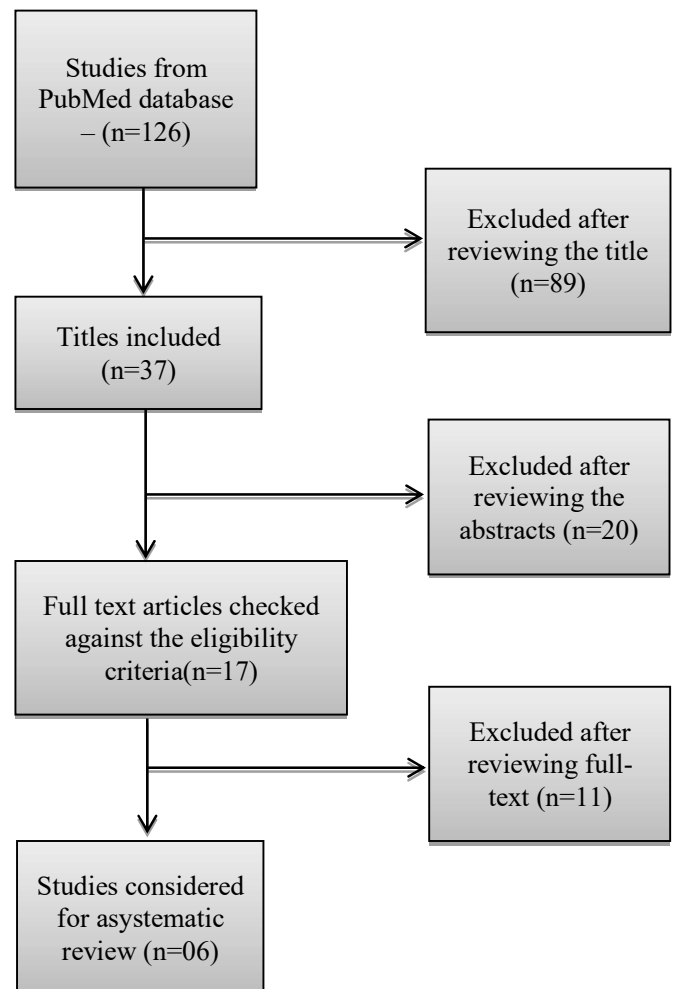 Studies from
PubMed database
– (n=126)
Excluded after
reviewing the title
(n=89)
Titles included
(n=37)
Excluded after
reviewing the
abstracts (n=20)
Full text articles checked
against the eligibility
criteria(n=17)
Excluded after
reviewing full-
text (n=11)
Studies considered
for asystematic
review (n=06)